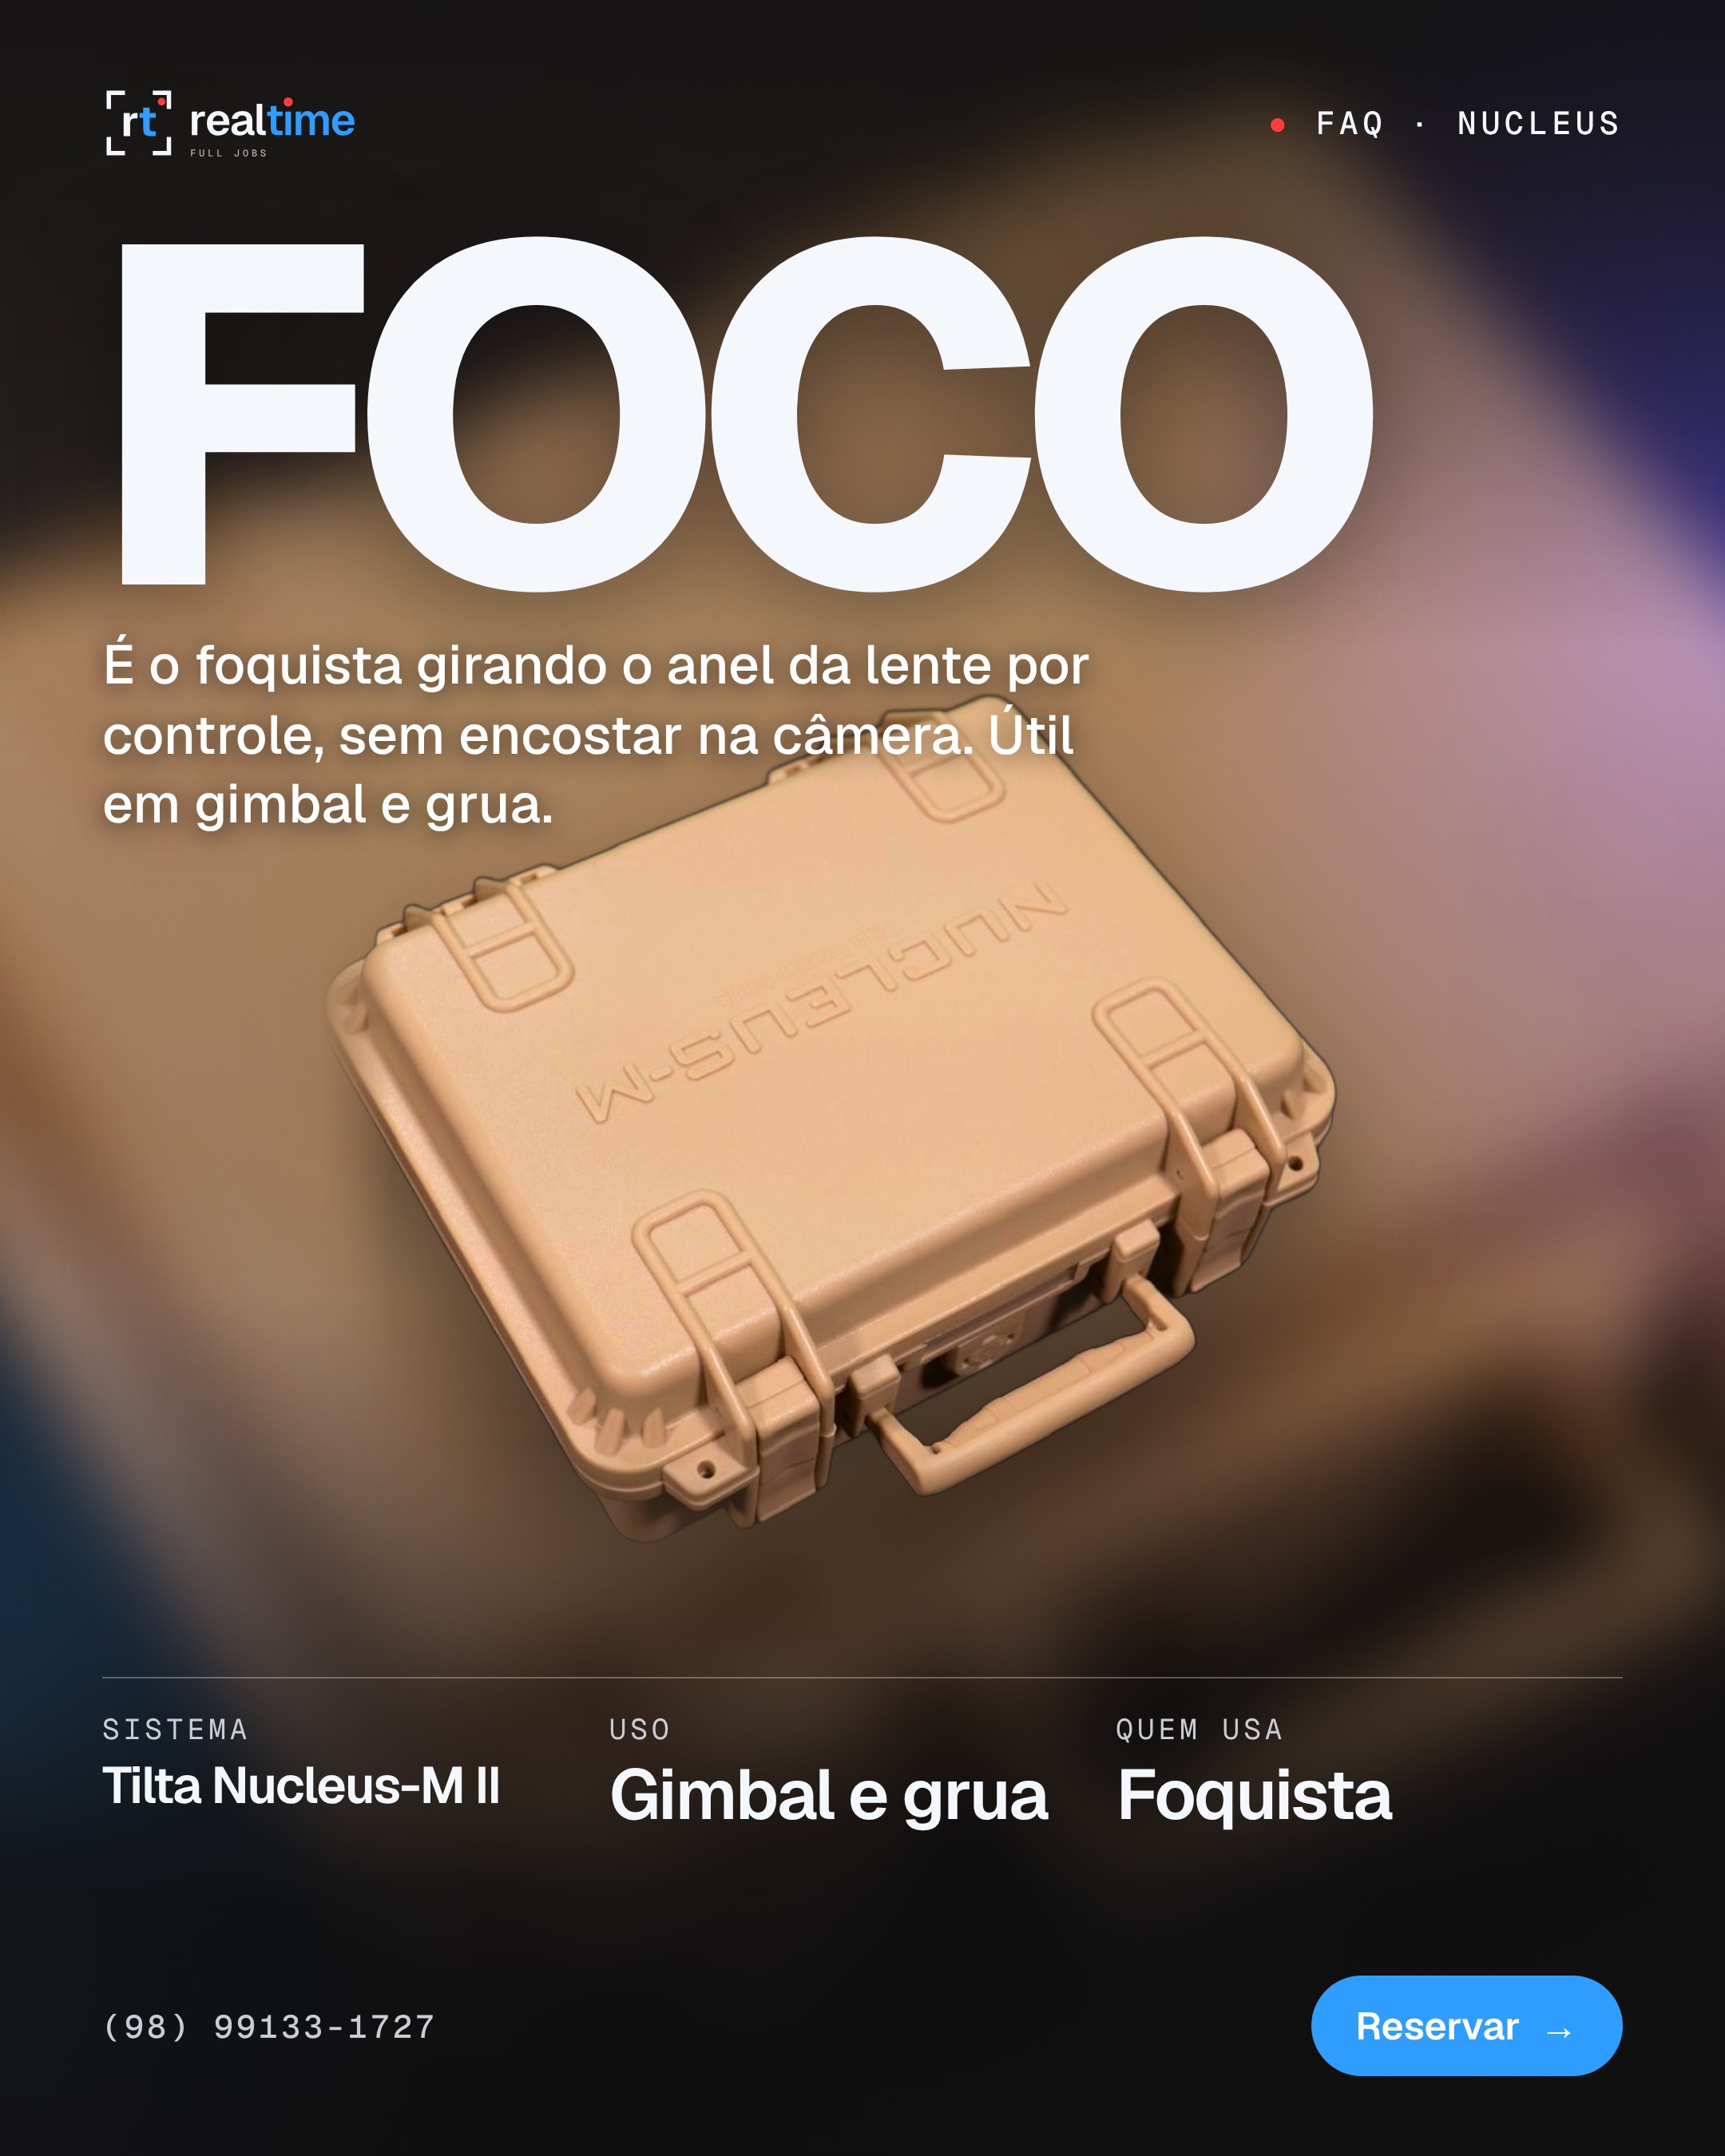 rt realtime
FULL JOBS
FAQ · NUCLEUS
FOCO
É o foquista girando o anel da lente por
controle, sem encostar na câmera. Útil
em gimbal e grua.
NUCLEUS-M
SISTEMA
Tilta Nucleus-M II
USO
Gimbal e grua
QUEM USA
Foquista
(98) 99133-1727
Reservar →